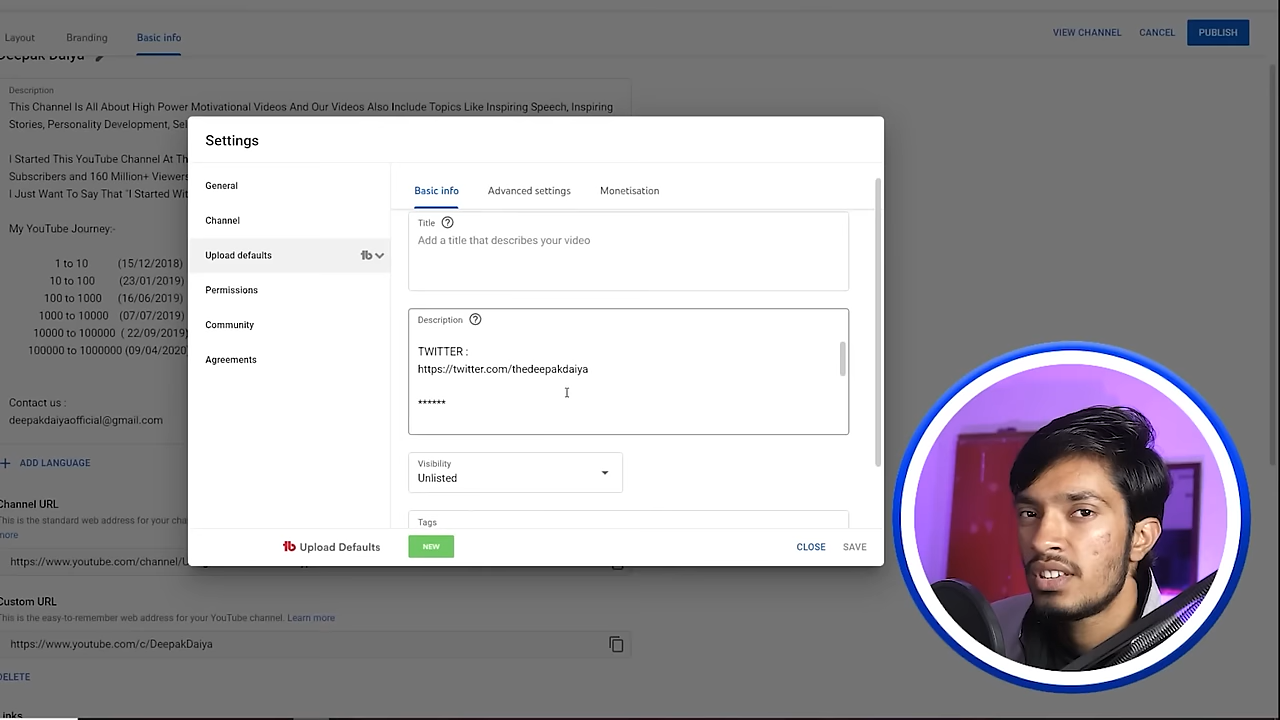 Layout
Branding
Basic info
VIEW CHANNEL
CANCEL
PUBLISH
Deepak Daiya
Description
This Channel Is All About High Power Motivational Videos And Our Videos Also Include Topics Like Inspiring Speech, Inspiring
Stories, Personality Development,
I Started This YouTube Channel At
Subscribers and 160 Million+ Viewers
I Just Want To Say That "I Started
My YouTube Journey:-
1 to 10 (15/12/2018)
10 to 100 (23/01/2019)
100 to 1000 (16/06/2019)
1000 to 10000 (07/07/2019)
10000 to 100000 ( 22/09/2019)
100000 to 1000000 (09/04/2020)
Contact us :
deepakdaiyaofficial@gmail.com
+ ADD LANGUAGE
Channel URL
This is the standard web address for your
more
https://www.youtube.com/channel/
Custom URL
This is the easy-to-remember web address for your YouTube channel. Learn more
https://www.youtube.com/c/DeepakDaiya
DELETE
Links
Settings
General
Channel
Upload defaults
tb
Permissions
Community
Agreements
Basic info
Advanced settings
Monetisation
Title ?
Add a title that describes your video
Description ?
TWITTER :
https://twitter.com/thedeepakdaiya
******
Visibility
Unlisted
Tags
tb Upload Defaults
NEW
CLOSE
SAVE